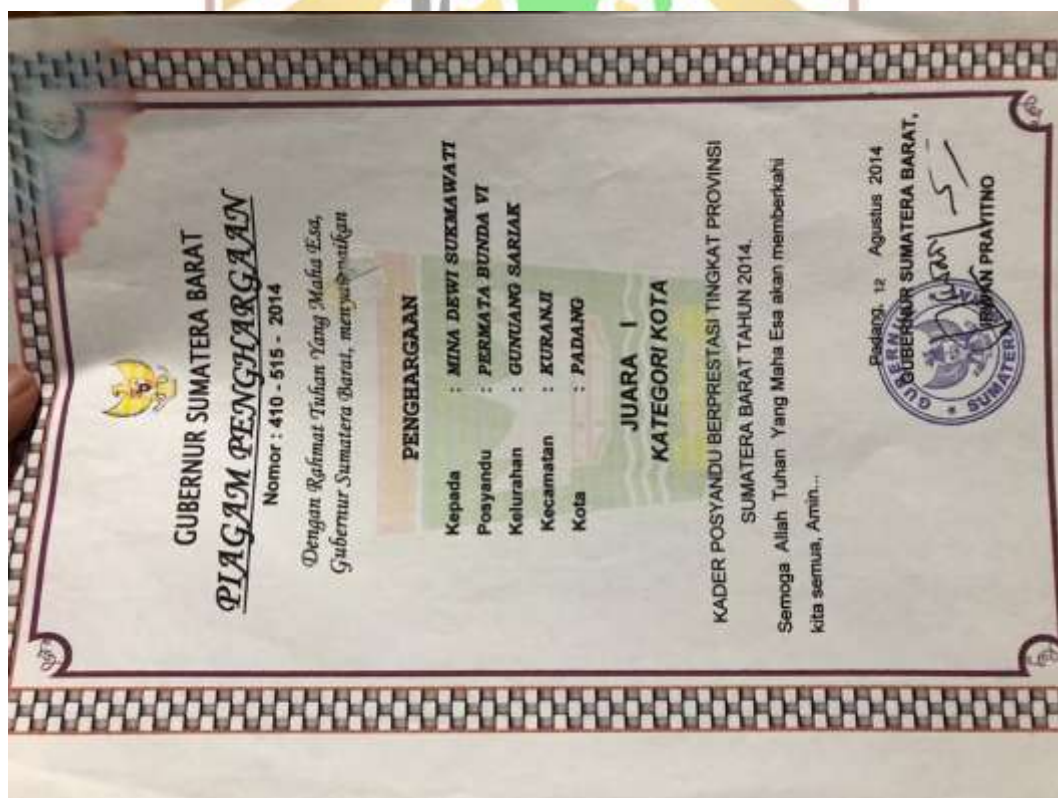 GUBERNUR SUMATERA BARAT
PIAGAM PENGHARGAAN
Nomor : 410 - 515 - 2014
Dengan Rahmat Tuhan Yang Maha Esa,
Gubernur Sumatera Barat, menyampaikan
PENGHARGAAN
Kepada : MINA DEWI SUKMAWATI
Posyandu : PERMATA BUNDA VI
Kelurahan : GUNUANG SARIAK
Kecamatan : KURANJI
Kota : PADANG
JUARA I
KATEGORI KOTA
KADER POSYANDU BERPRESTASI TINGKAT PROVINSI
SUMATERA BARAT TAHUN 2014.
Semoga Allah Tuhan Yang Maha Esa akan memberkahi
kita semua, Amin...
Padang, 12 Agustus 2014
GUBERNUR SUMATERA BARAT,
IRWAN PRAYITNO